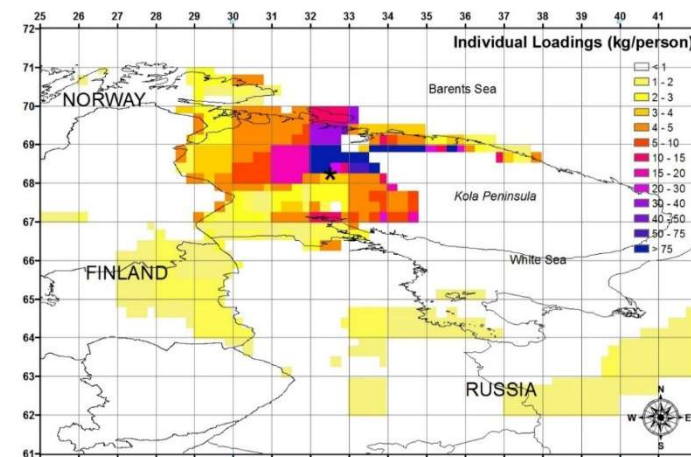 25 26 27 28 29 30 31 32 33 34 35 36 37 38 39 40 41
72
71
70
69
68
67
66
65
64
63
62
61
Individual Loadings (kg/person)
< 1
1 - 2
2 - 3
3 - 4
4 - 5
5 - 10
10 - 15
15 - 20
20 - 30
30 - 40
40 - 50
50 - 75
> 75
Barents Sea
NORWAY
Kola Peninsula
White Sea
FINLAND
RUSSIA
N
W E
S